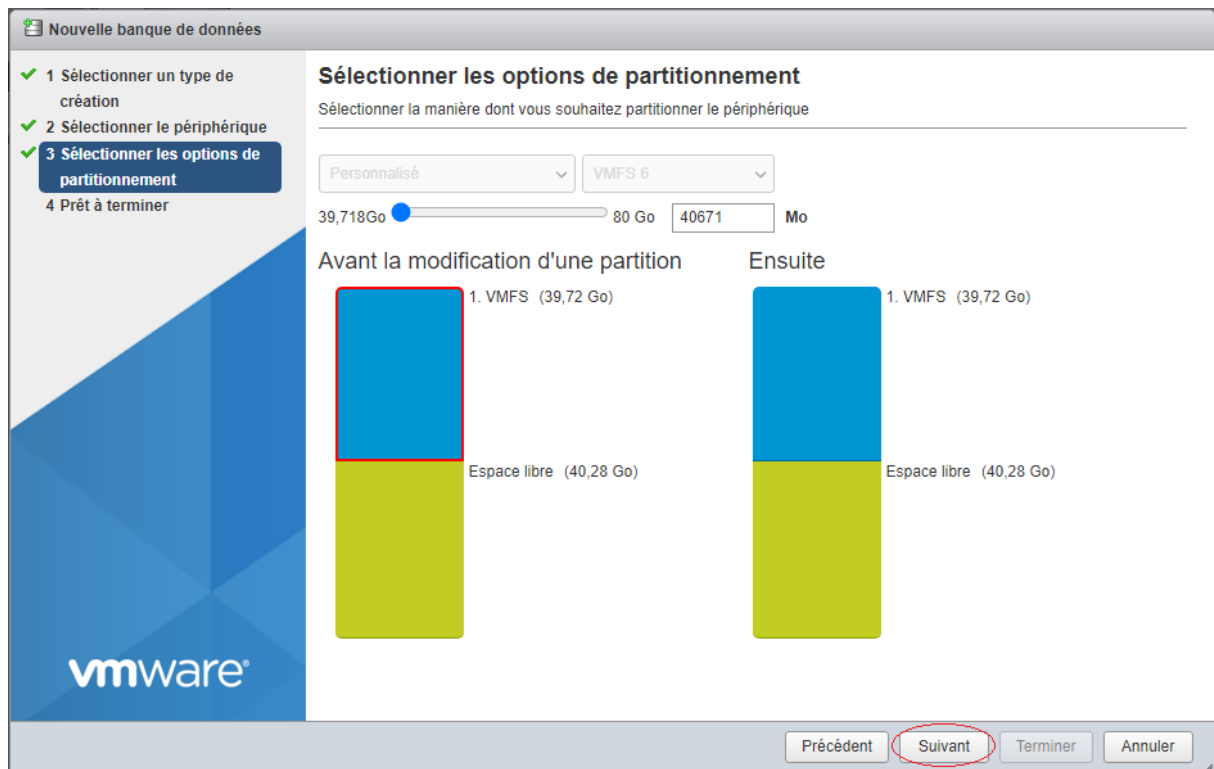 Nouvelle banque de données
1 Sélectionner un type de
création
2 Sélectionner le périphérique
3 Sélectionner les options de
partitionnement
4 Prêt à terminer
vmware®
Sélectionner les options de partitionnement
Sélectionner la manière dont vous souhaitez partitionner le périphérique
Personnalisé VMFS 6
39,718Go 80 Go 40671 Mo
Avant la modification d'une partition Ensuite
1. VMFS (39,72 Go) 1. VMFS (39,72 Go)
Espace libre (40,28 Go) Espace libre (40,28 Go)
Précédent Suivant Terminer Annuler